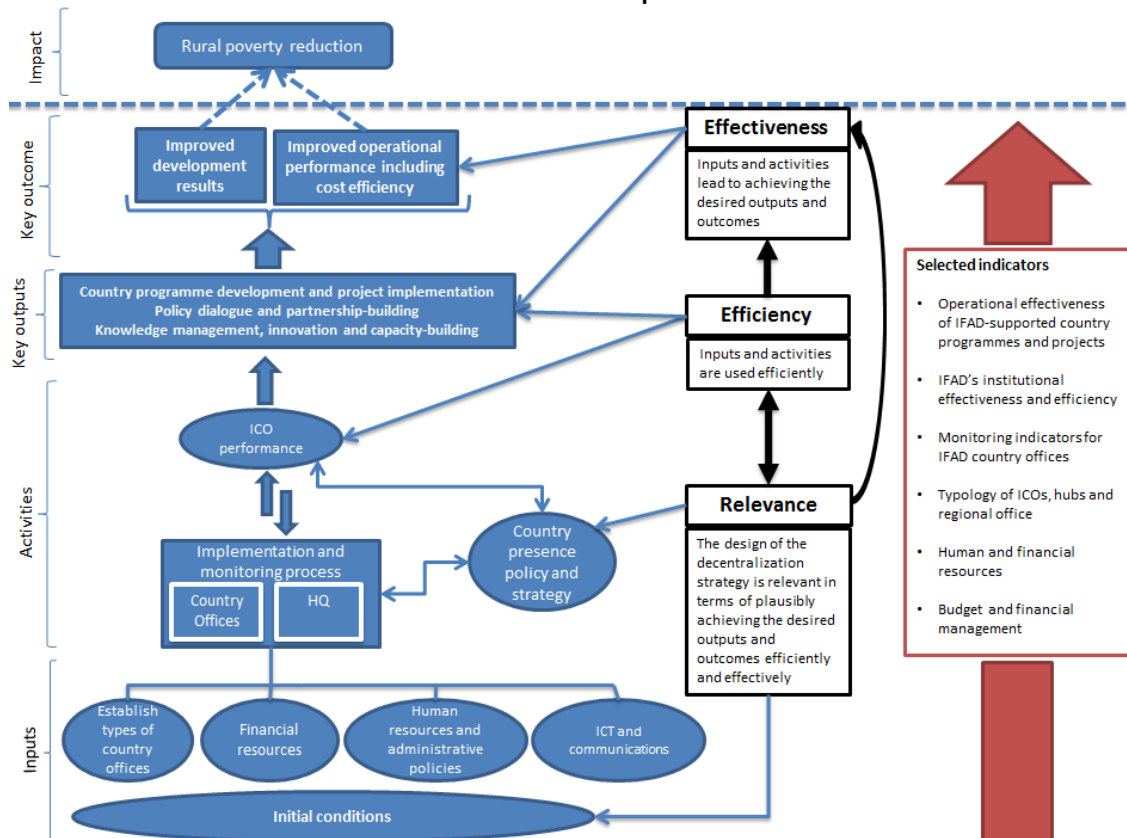 Impact
Rural poverty reduction
Key outcome
Improved
development
results
Improved operational
performance including
cost efficiency
Key outputs
Country programme development and project implementation
Policy dialogue and partnership-building
Knowledge management, innovation and capacity-building
Activities
ICO
performance
Implementation and
monitoring process
Country
Offices
HQ
Country
presence
policy and
strategy
Inputs
Establish
types of
country
offices
Financial
resources
Human
resources and
administrative
policies
ICT and
communications
Initial conditions
Effectiveness
Inputs and activities
lead to achieving the
desired outputs and
outcomes
Efficiency
Inputs and activities
are used efficiently
Relevance
The design of the
decentralization
strategy is relevant in
terms of plausibly
achieving the desired
outputs and
outcomes efficiently
and effectively
Selected indicators
• Operational effectiveness
of IFAD-supported country
programmes and projects
• IFAD's institutional
effectiveness and efficiency
• Monitoring indicators for
IFAD country offices
• Typology of ICOs, hubs and
regional office
• Human and financial
resources
• Budget and financial
management